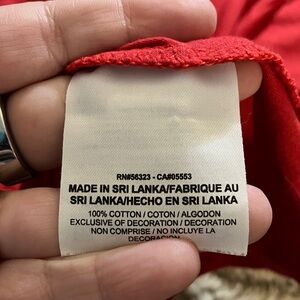 RN#56323 - CA#05553
MADE IN SRI LANKA/FABRIQUE AU
SRI LANKA/HECHO EN SRI LANKA
100% COTTON / COTON / ALGODON
EXCLUSIVE OF DECORATION / DECORATION
NON COMPRISE / NO INCLUYE LA
DECORACION